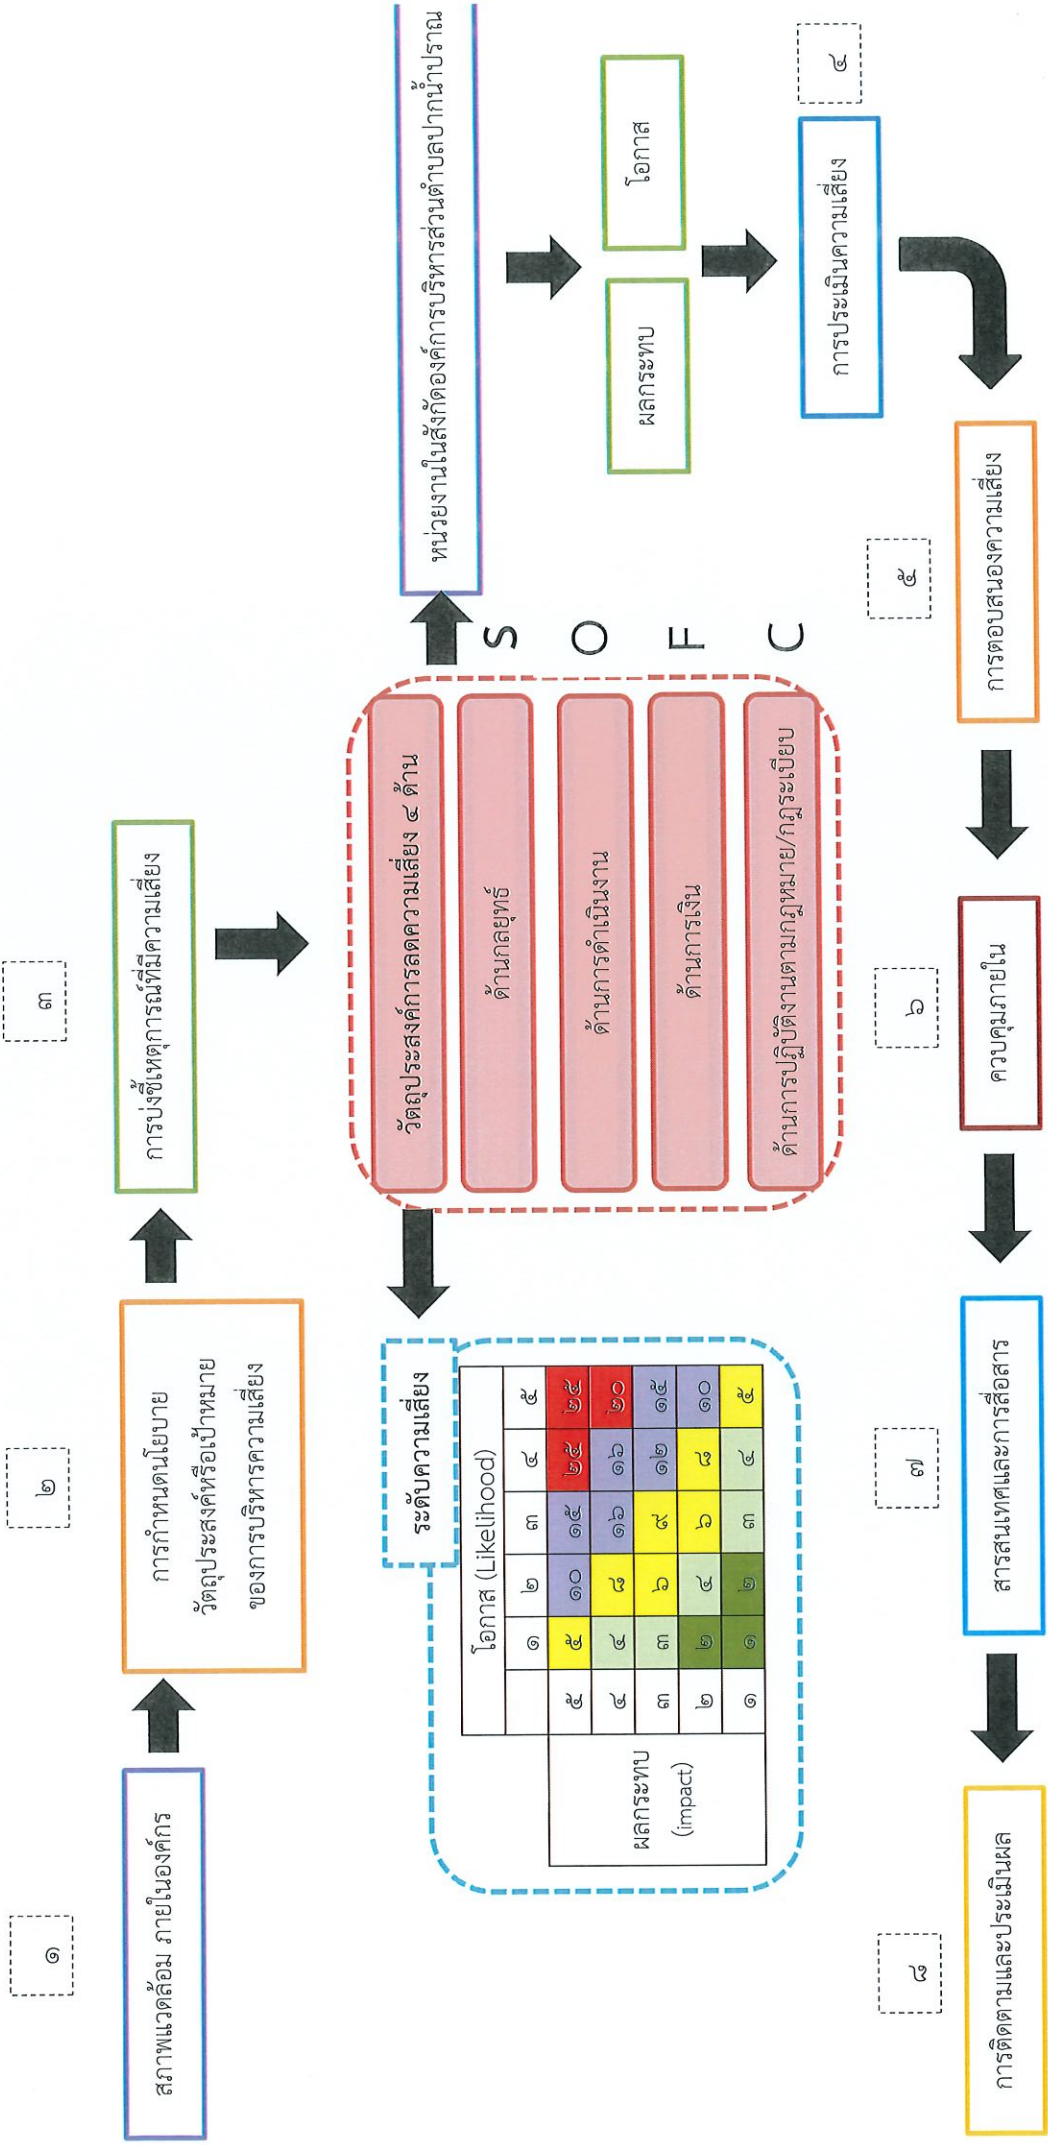 ๑
สภาพแวดล้อม ภายในองค์กร
๒
การกำหนดนโยบาย
วัตถุประสงค์หรือเป้าหมาย
ของการบริหารความเสี่ยง
๓
การบ่งชี้เหตุการณ์ที่มีความเสี่ยง
วัตถุประสงค์การลดความเสี่ยง ๔ ด้าน
ด้านกลยุทธ์
S
ด้านการดำเนินงาน
O
ด้านการเงิน
F
ด้านการปฏิบัติงานตามกฎหมาย/กฎระเบียบ
C
ระดับความเสี่ยง
โอกาส (Likelihood)
๑ ๒ ๓ ๔ ๕
ผลกระทบ
(impact)
๕ ๕ ๑๐ ๑๕ ๒๕ ๒๕
๔ ๔ ๘ ๑๖ ๑๖ ๒๐
๓ ๓ ๖ ๙ ๑๒ ๑๕
๒ ๒ ๔ ๖ ๘ ๑๐
๑ ๑ ๒ ๓ ๔ ๕
หน่วยงานในสังกัดองค์การบริหารส่วนตำบลปากน้ำปราณ
ผลกระทบ
โอกาส
๔
การประเมินความเสี่ยง
๕
การตอบสนองความเสี่ยง
๖
ควบคุมภายใน
๗
สารสนเทศและการสื่อสาร
๘
การติดตามและประเมินผล